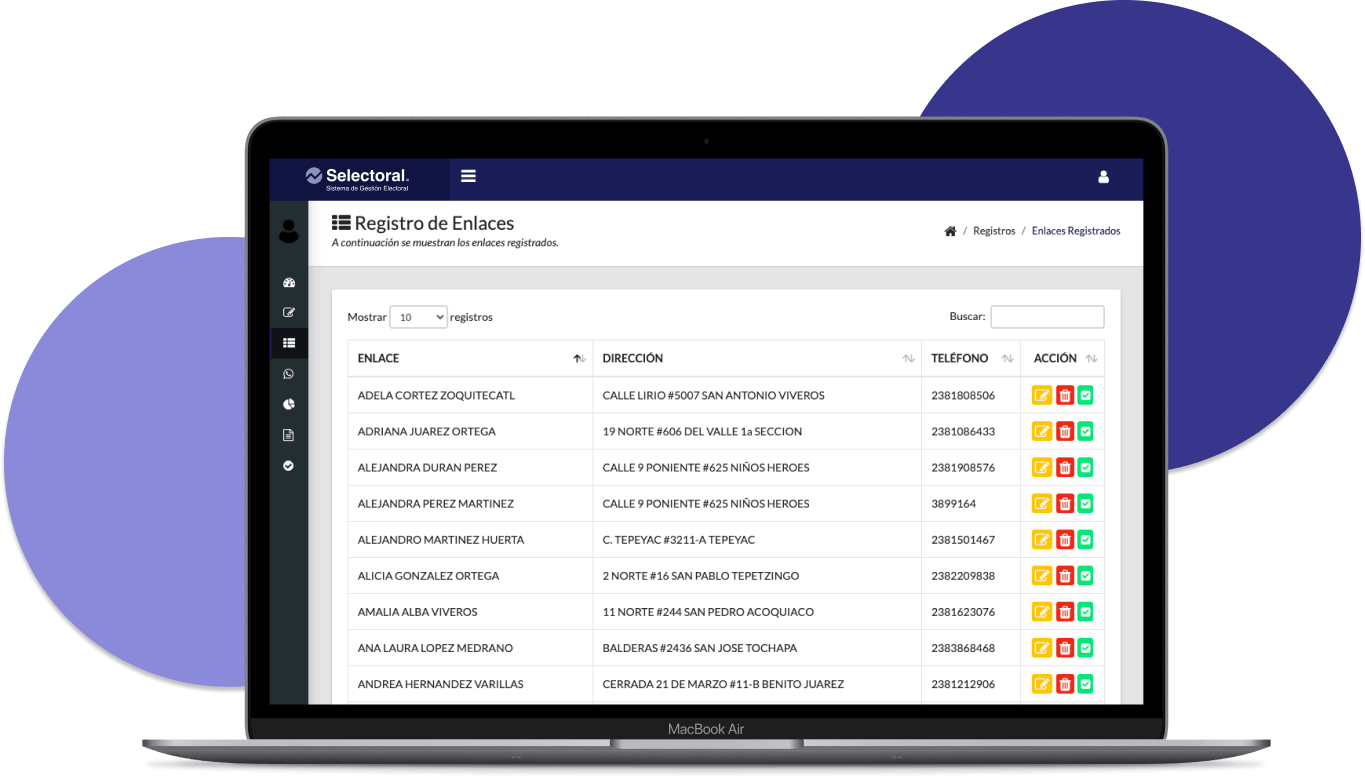 Selectoral.
Sistema de Gestión Electoral
Registro de Enlaces
A continuación se muestran los enlaces registrados.
/ Registros / Enlaces Registrados
Mostrar 10 registros
Buscar:
ENLACE DIRECCIÓN TELÉFONO ACCIÓN
ADELA CORTEZ ZOQUITECATL CALLE LIRIO #5007 SAN ANTONIO VIVEROS 2381808506
ADRIANA JUAREZ ORTEGA 19 NORTE #606 DEL VALLE 1a SECCION 2381086433
ALEJANDRA DURAN PEREZ CALLE 9 PONIENTE #625 NIÑOS HEROES 2381908576
ALEJANDRA PEREZ MARTINEZ CALLE 9 PONIENTE #625 NIÑOS HEROES 3899164
ALEJANDRO MARTINEZ HUERTA C. TEPEYAC #3211-A TEPEYAC 2381501467
ALICIA GONZALEZ ORTEGA 2 NORTE #16 SAN PABLO TEPETZINGO 2382209838
AMALIA ALBA VIVEROS 11 NORTE #244 SAN PEDRO ACOQUIACO 2381623076
ANA LAURA LOPEZ MEDRANO BALDERAS #2436 SAN JOSE TOCHAPA 2383868468
ANDREA HERNANDEZ VARILLAS CERRADA 21 DE MARZO #11-B BENITO JUAREZ 2381212906
MacBook Air